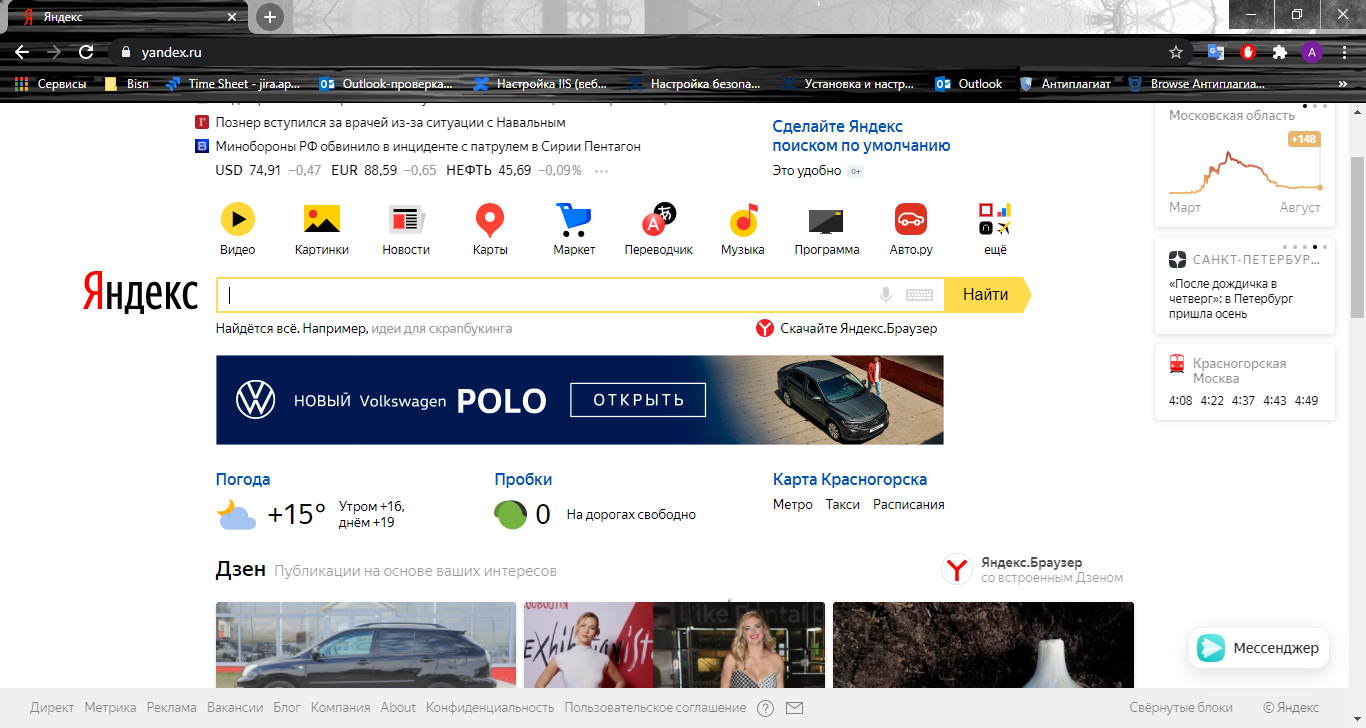 Яндекс
yandex.ru
A
Сервисы Bisn Time Sheet - jira.ap... Outlook-проверка... Настройка IIS (веб... Настройка безопа... Установка и настр... Outlook Антиплагиат Browse Антиплагиа... »
Познер вступился за врачей из-за ситуации с Навальным
Минобороны РФ обвинило в инциденте с патрулем в Сирии Пентагон
USD 74,91 −0,47 EUR 88,59 −0,65 НЕФТЬ 45,69 −0,09%
Сделайте Яндекс
поиском по умолчанию
Это удобно 0+
Московская область
+148
Март Август
Видео Картинки Новости Карты Маркет Переводчик Музыка Программа Авто.ру ещё
САНКТ-ПЕТЕРБУР...
«После дождичка в
четверг»: в Петербург
пришла осень
Яндекс
Найти
Найдётся всё. Например, идеи для скрапбукинга
Скачайте Яндекс.Браузер
Красногорская
Москва
4:08 4:22 4:37 4:43 4:49
НОВЫЙ Volkswagen POLO ОТКРЫТЬ
Погода
+15°
Утром +16,
днём +19
Пробки
0 На дорогах свободно
Карта Красногорска
Метро Такси Расписания
Дзен Публикации на основе ваших интересов
Яндекс.Браузер
со встроенным Дзеном
Мессенджер
Директ Метрика Реклама Вакансии Блог Компания About Конфиденциальность Пользовательское соглашение ? Свёрнутые блоки © Яндекс